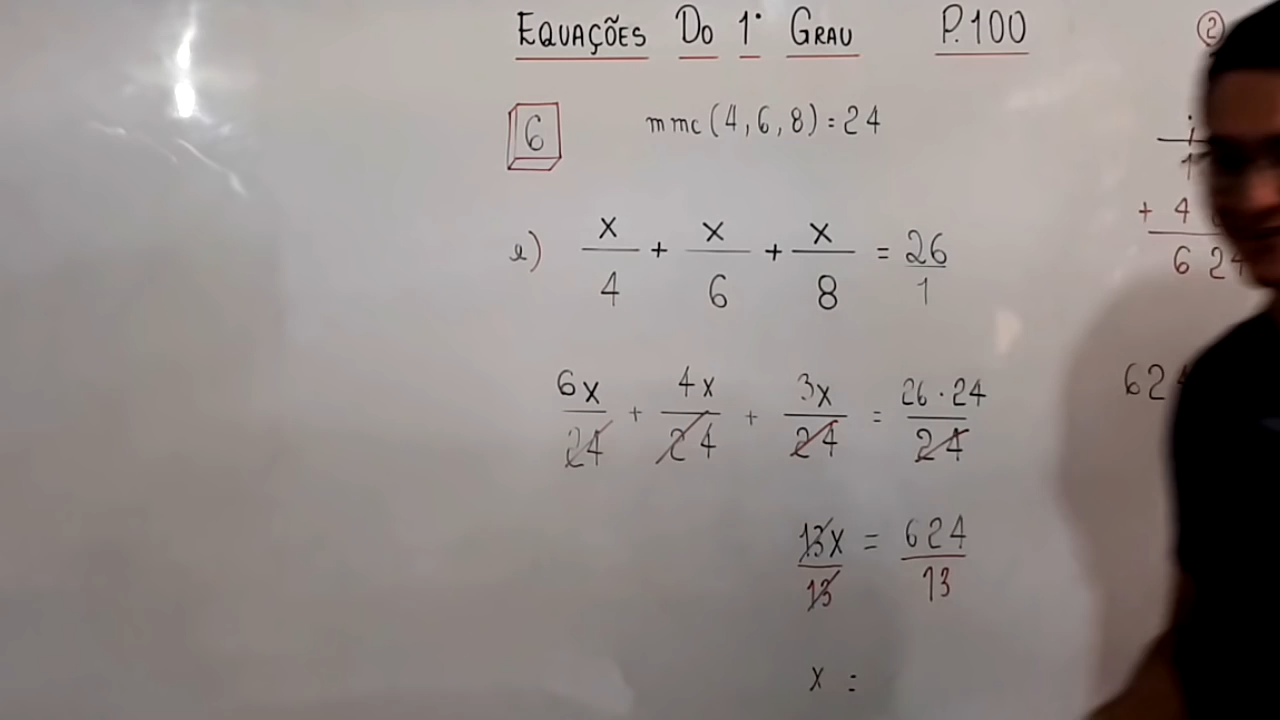 EQUAÇÕES DO 1° GRAU P.100
②
6
mmc(4,6,8)=24
e) x/4 + x/6 + x/8 = 26/1
+ 4
6 24
6x/24 + 4x/24 + 3x/24 = 26·24/24
62
13x/13 = 624/13
x =